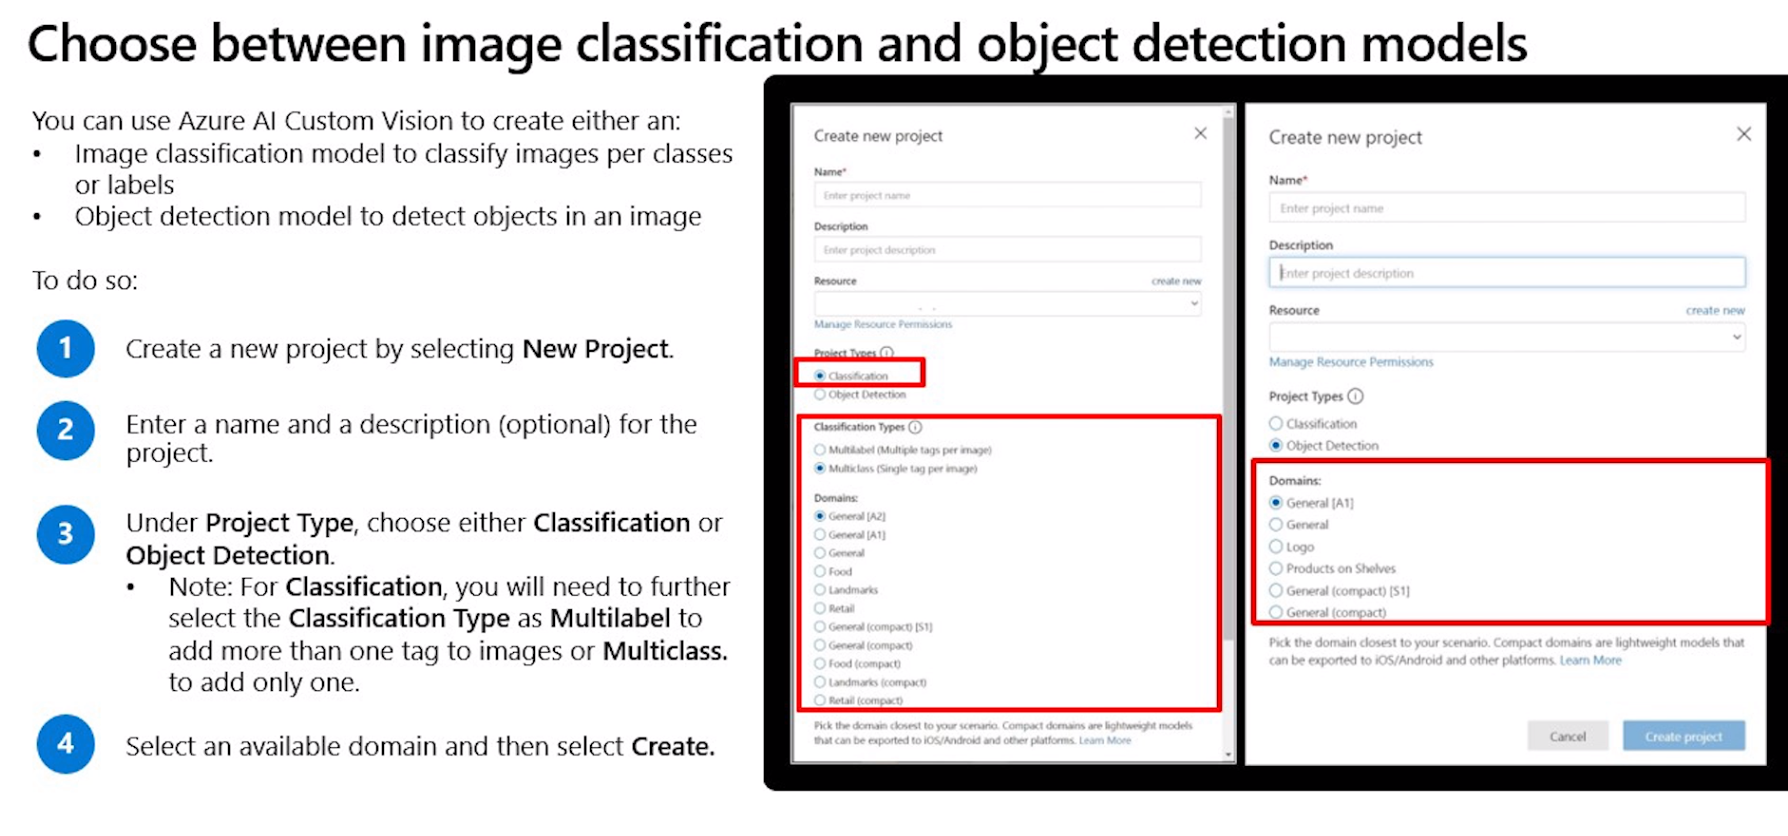 Choose between image classification and object detection models
You can use Azure AI Custom Vision to create either an:
• Image classification model to classify images per classes
or labels
• Object detection model to detect objects in an image
To do so:
1 Create a new project by selecting New Project.
2 Enter a name and a description (optional) for the
project.
3 Under Project Type, choose either Classification or
Object Detection.
• Note: For Classification, you will need to further
select the Classification Type as Multilabel to
add more than one tag to images or Multiclass.
to add only one.
4 Select an available domain and then select Create.
Create new project
Name*
Enter project name
Description
Enter project description
Resource create new
Manage Resource Permissions
Project Types
Classification
Object Detection
Classification Types
Multilabel (Multiple tags per image)
Multiclass (Single tag per image)
Domains:
General [A2]
General [A1]
General
Food
Landmarks
Retail
General (compact) [S1]
General (compact)
Food (compact)
Landmarks (compact)
Retail (compact)
Pick the domain closest to your scenario. Compact domains are lightweight models
that can be exported to iOS/Android and other platforms. Learn More
Create new project
Name*
Enter project name
Description
Enter project description
Resource create new
Manage Resource Permissions
Project Types
Classification
Object Detection
Domains:
General [A1]
General
Logo
Products on Shelves
General (compact) [S1]
General (compact)
Pick the domain closest to your scenario. Compact domains are lightweight models that
can be exported to iOS/Android and other platforms. Learn More
Cancel Create project